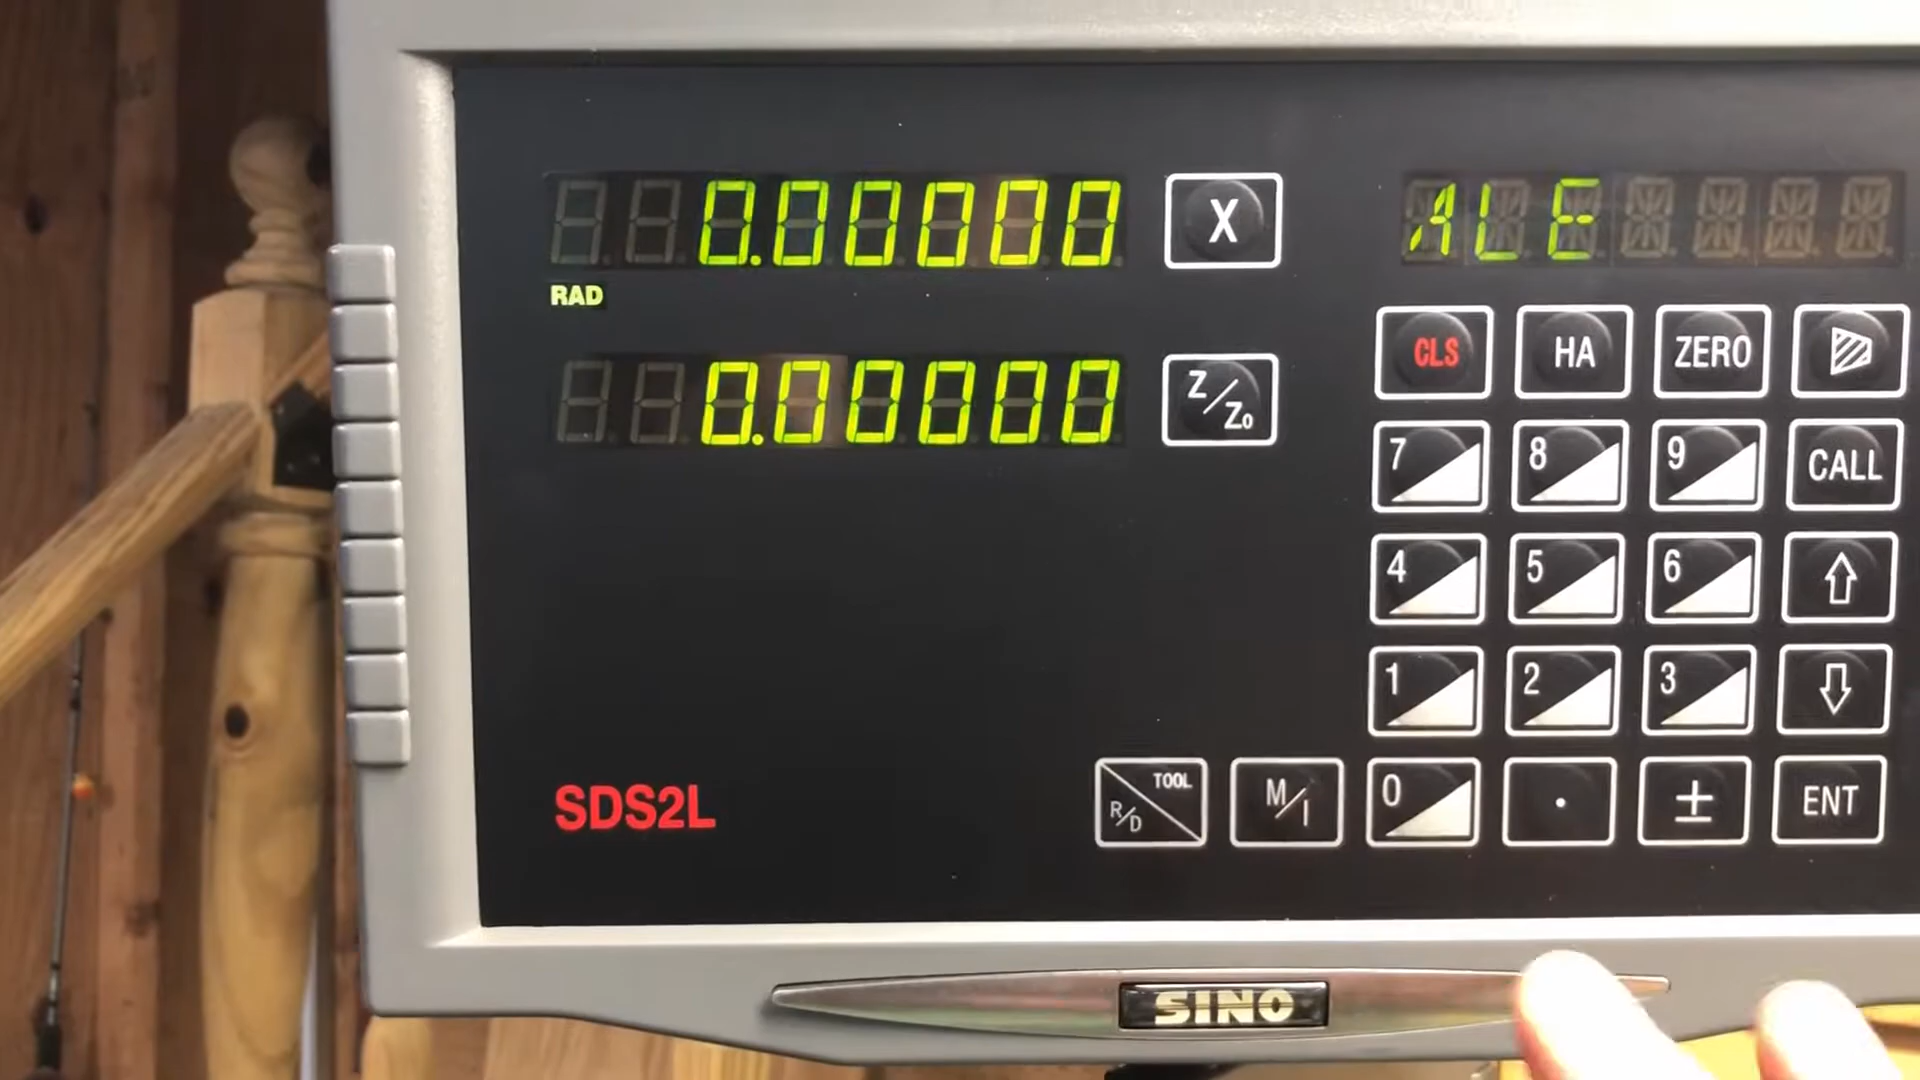 0.00000 X ALE
RAD
0.00000 Z/Z₀
CLS HA ZERO
7 8 9 CALL
4 5 6
1 2 3
SDS2L
R/D TOOL M/I 0 . ± ENT
SINO